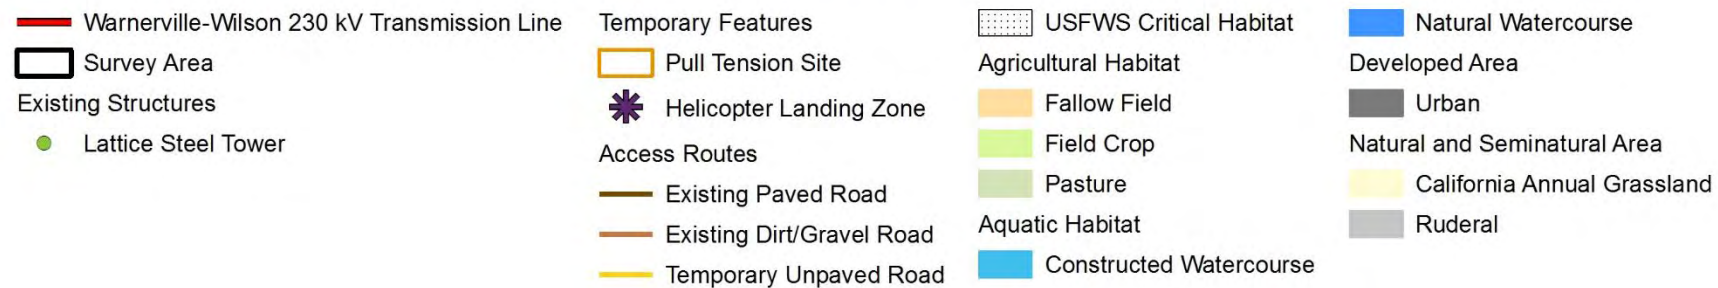 Warnerville-Wilson 230 kV Transmission Line
Survey Area
Existing Structures
Lattice Steel Tower
Temporary Features
Pull Tension Site
Helicopter Landing Zone
Access Routes
Existing Paved Road
Existing Dirt/Gravel Road
Temporary Unpaved Road
USFWS Critical Habitat
Agricultural Habitat
Fallow Field
Field Crop
Pasture
Aquatic Habitat
Constructed Watercourse
Natural Watercourse
Developed Area
Urban
Natural and Seminatural Area
California Annual Grassland
Ruderal